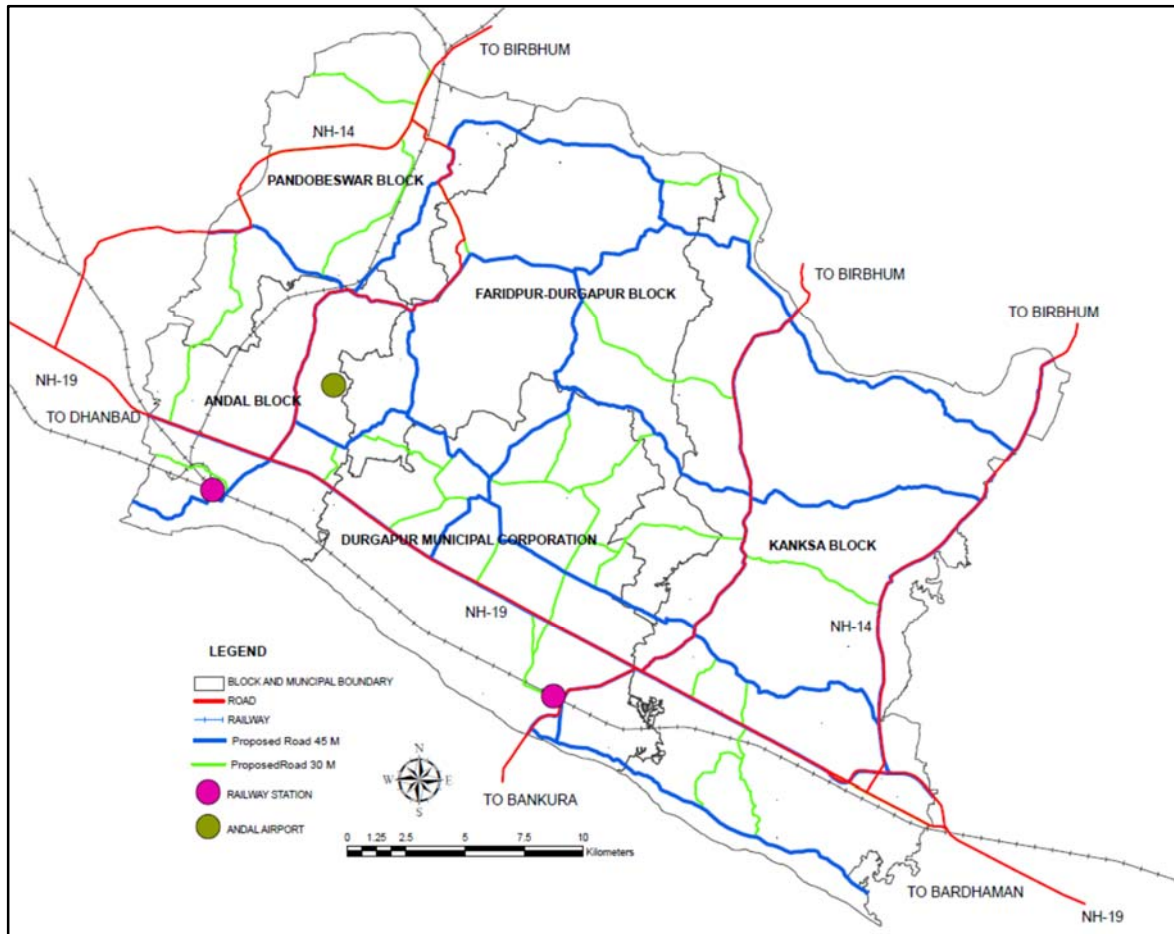 TO BIRBHUM
NH-14
PANDOBESWAR BLOCK
TO BIRBHUM
FARIDPUR-DURGAPUR BLOCK
TO BIRBHUM
NH-19
ANDAL BLOCK
TO DHANBAD
DURGAPUR MUNICIPAL CORPORATION
KANKSA BLOCK
NH-19
NH-14
LEGEND
BLOCK AND MUNCIPAL BOUNDARY
ROAD
RAILWAY
Proposed Road 45 M
ProposedRoad 30 M
RAILWAY STATION
ANDAL AIRPORT
N
W E
S
0 1.25 2.5 5 7.5 10
Kilometers
TO BANKURA
TO BARDHAMAN
NH-19